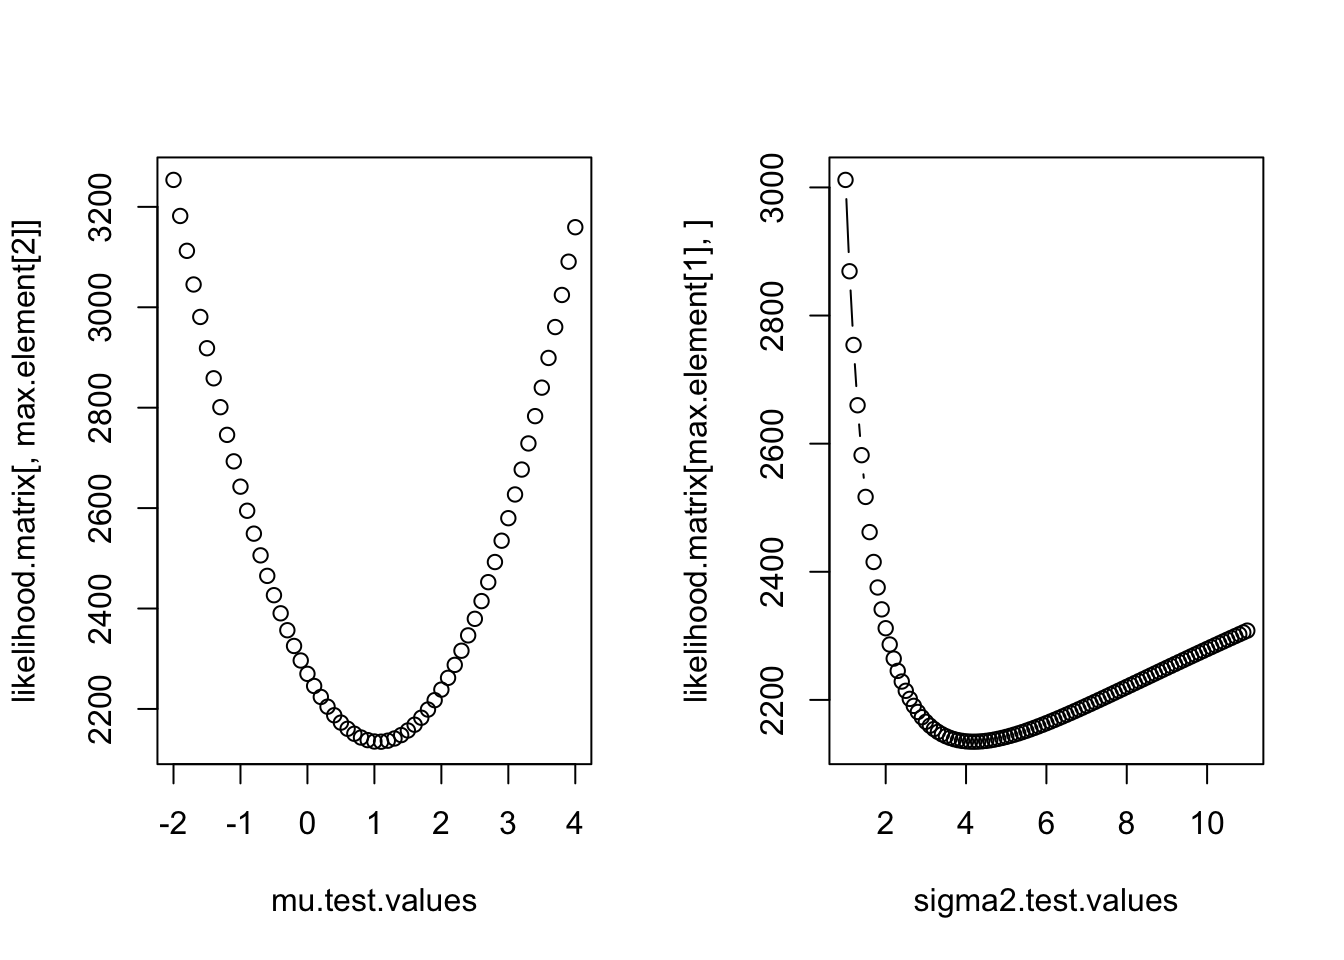 likelihood.matrix[, max.element[2]]
3200
3000
2800
2600
2400
2200
-2 -1 0 1 2 3 4
mu.test.values
likelihood.matrix[max.element[1], ]
3000
2800
2600
2400
2200
2 4 6 8 10
sigma2.test.values